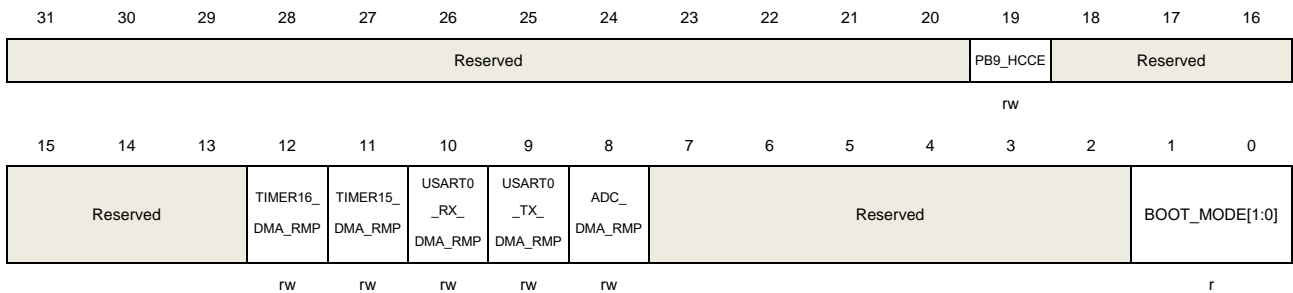 31 30 29 28 27 26 25 24 23 22 21 20 19 18 17 16
Reserved PB9_HCCE Reserved
rw
15 14 13 12 11 10 9 8 7 6 5 4 3 2 1 0
Reserved
TIMER16_
DMA_RMP
TIMER15_
DMA_RMP
USART0
_RX_
DMA_RMP
USART0
_TX_
DMA_RMP
ADC_
DMA_RMP
Reserved
BOOT_MODE[1:0]
rw rw rw rw rw r